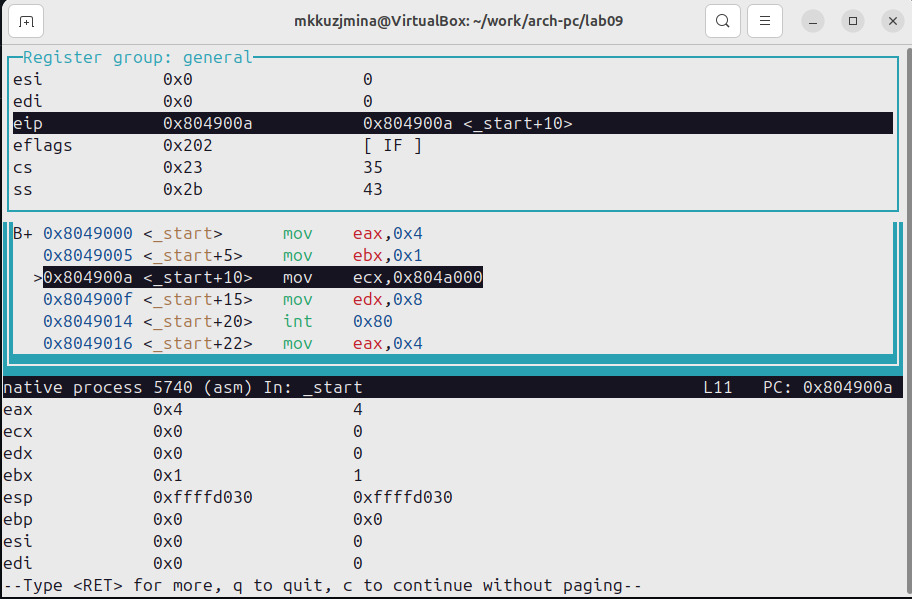 mkkuzjmina@VirtualBox: ~/work/arch-pc/lab09
Register group: general
esi 0x0 0
edi 0x0 0
eip 0x804900a 0x804900a <_start+10>
eflags 0x202 [ IF ]
cs 0x23 35
ss 0x2b 43
B+ 0x8049000 <_start> mov eax,0x4
0x8049005 <_start+5> mov ebx,0x1
>0x804900a <_start+10> mov ecx,0x804a000
0x804900f <_start+15> mov edx,0x8
0x8049014 <_start+20> int 0x80
0x8049016 <_start+22> mov eax,0x4
native process 5740 (asm) In: _start L11 PC: 0x804900a
eax 0x4 4
ecx 0x0 0
edx 0x0 0
ebx 0x1 1
esp 0xffffd030 0xffffd030
ebp 0x0 0x0
esi 0x0 0
edi 0x0 0
--Type <RET> for more, q to quit, c to continue without paging--